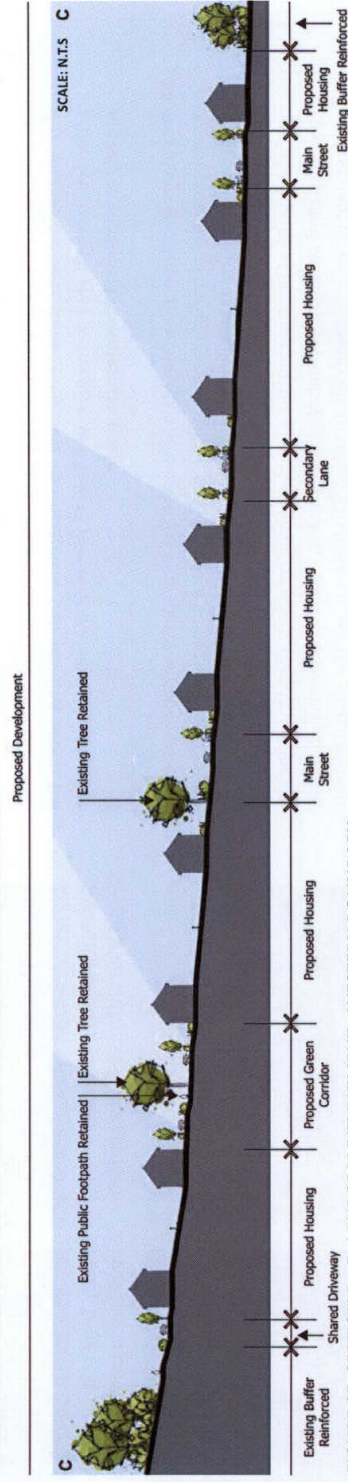 Proposed Development
C
C
SCALE: N.T.S
Existing Public Footpath Retained
Existing Tree Retained
Existing Tree Retained
Existing Buffer
Reinforced
Shared Driveway
Proposed Housing
Proposed Green
Corridor
Proposed Housing
Main
Street
Proposed Housing
Secondary
Lane
Proposed Housing
Main
Street
Proposed
Housing
Existing Buffer Reinforced